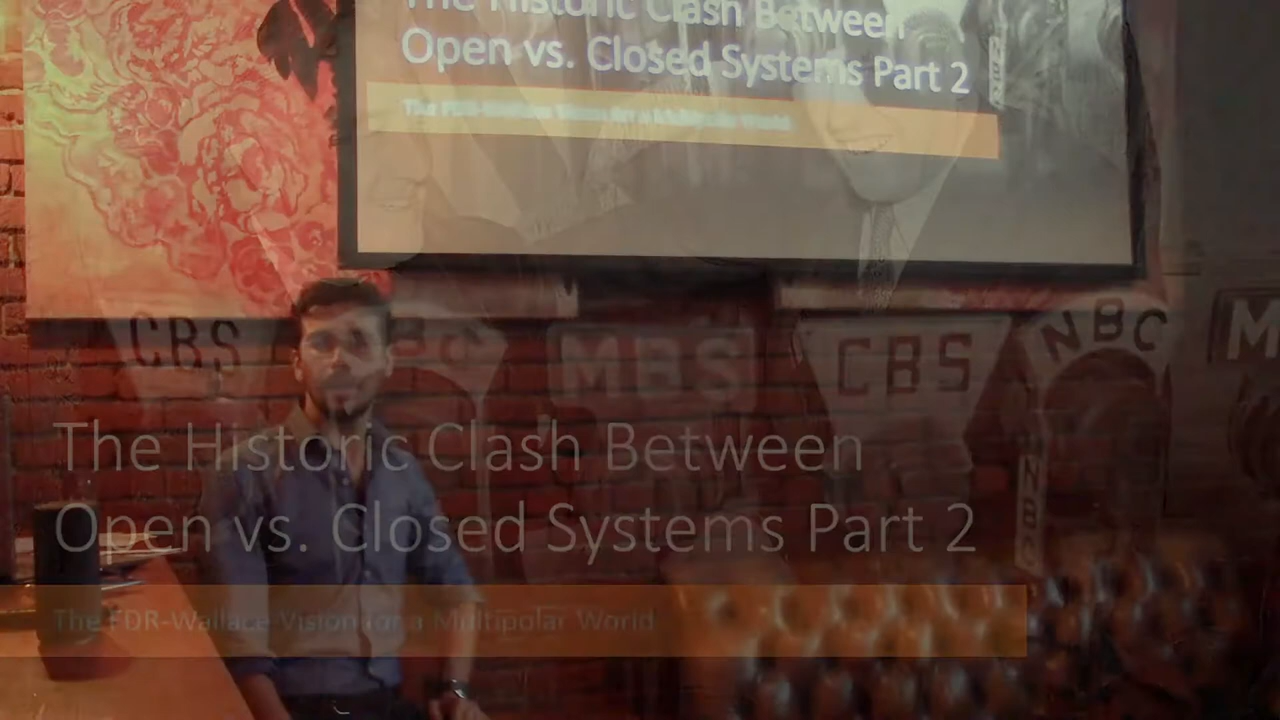 The Historic Clash Between
Open vs. Closed Systems Part 2
The FDR-Wallace Vision for a Multipolar World
CBS
NBC
MBS
CBS
NBC
M
NBC
The Historic Clash Between
Open vs. Closed Systems Part 2
The FDR-Wallace Vision for a Multipolar World